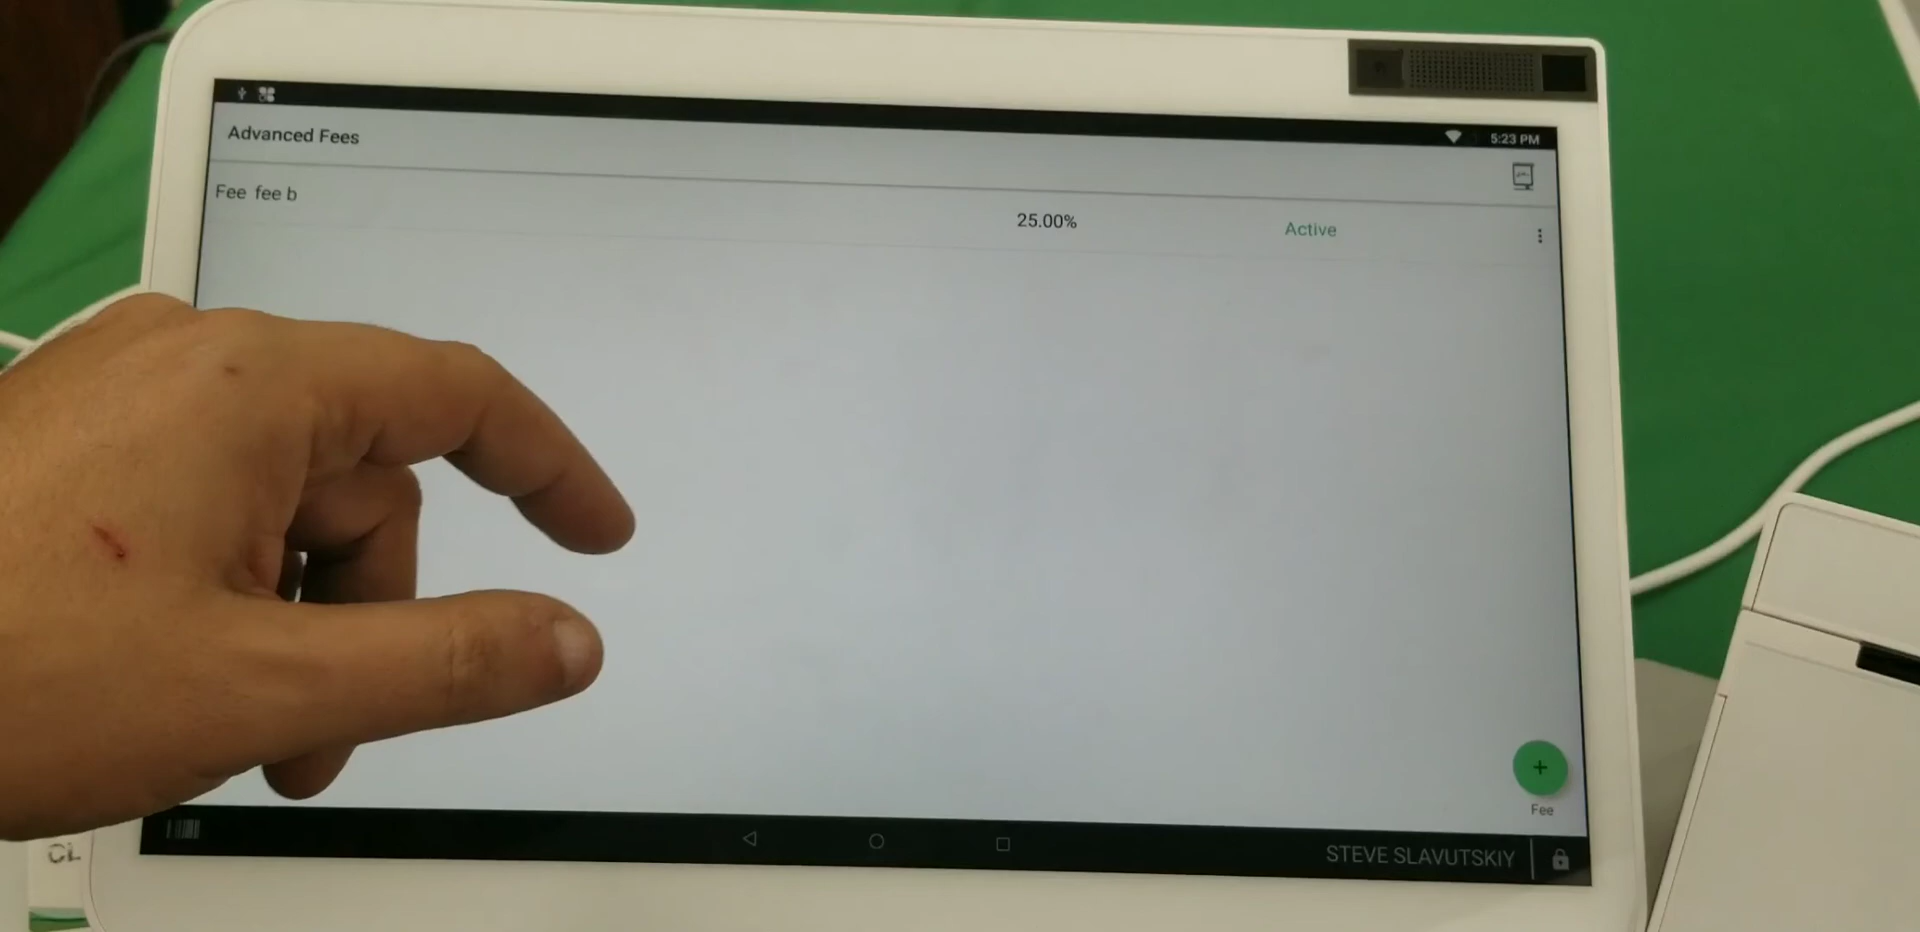 5:23 PM
Advanced Fees
Fee fee b
25.00%
Active
+
Fee
STEVE SLAVUTSKIY
CL